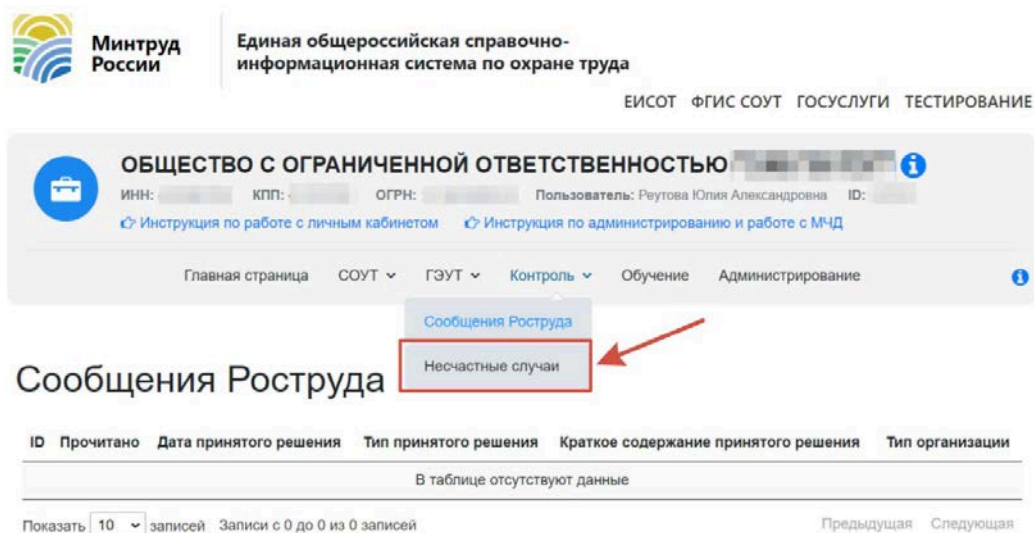 Минтруд
России
Единая общероссийская справочно-
информационная система по охране труда
ЕИСОТ ФГИС СОУТ ГОСУСЛУГИ ТЕСТИРОВАНИЕ
ОБЩЕСТВО С ОГРАНИЧЕННОЙ ОТВЕТСТВЕННОСТЬЮ
ИНН: КПП: ОГРН: Пользователь: Реутова Юлия Александровна ID:
Инструкция по работе с личным кабинетом Инструкция по администрированию и работе с МЧД
Главная страница СОУТ ГЭУТ Контроль Обучение Администрирование
Сообщения Роструда
Несчастные случаи
Сообщения Роструда
ID Прочитано Дата принятого решения Тип принятого решения Краткое содержание принятого решения Тип организации
В таблице отсутствуют данные
Показать 10 записей Записи с 0 до 0 из 0 записей Предыдущая Следующая